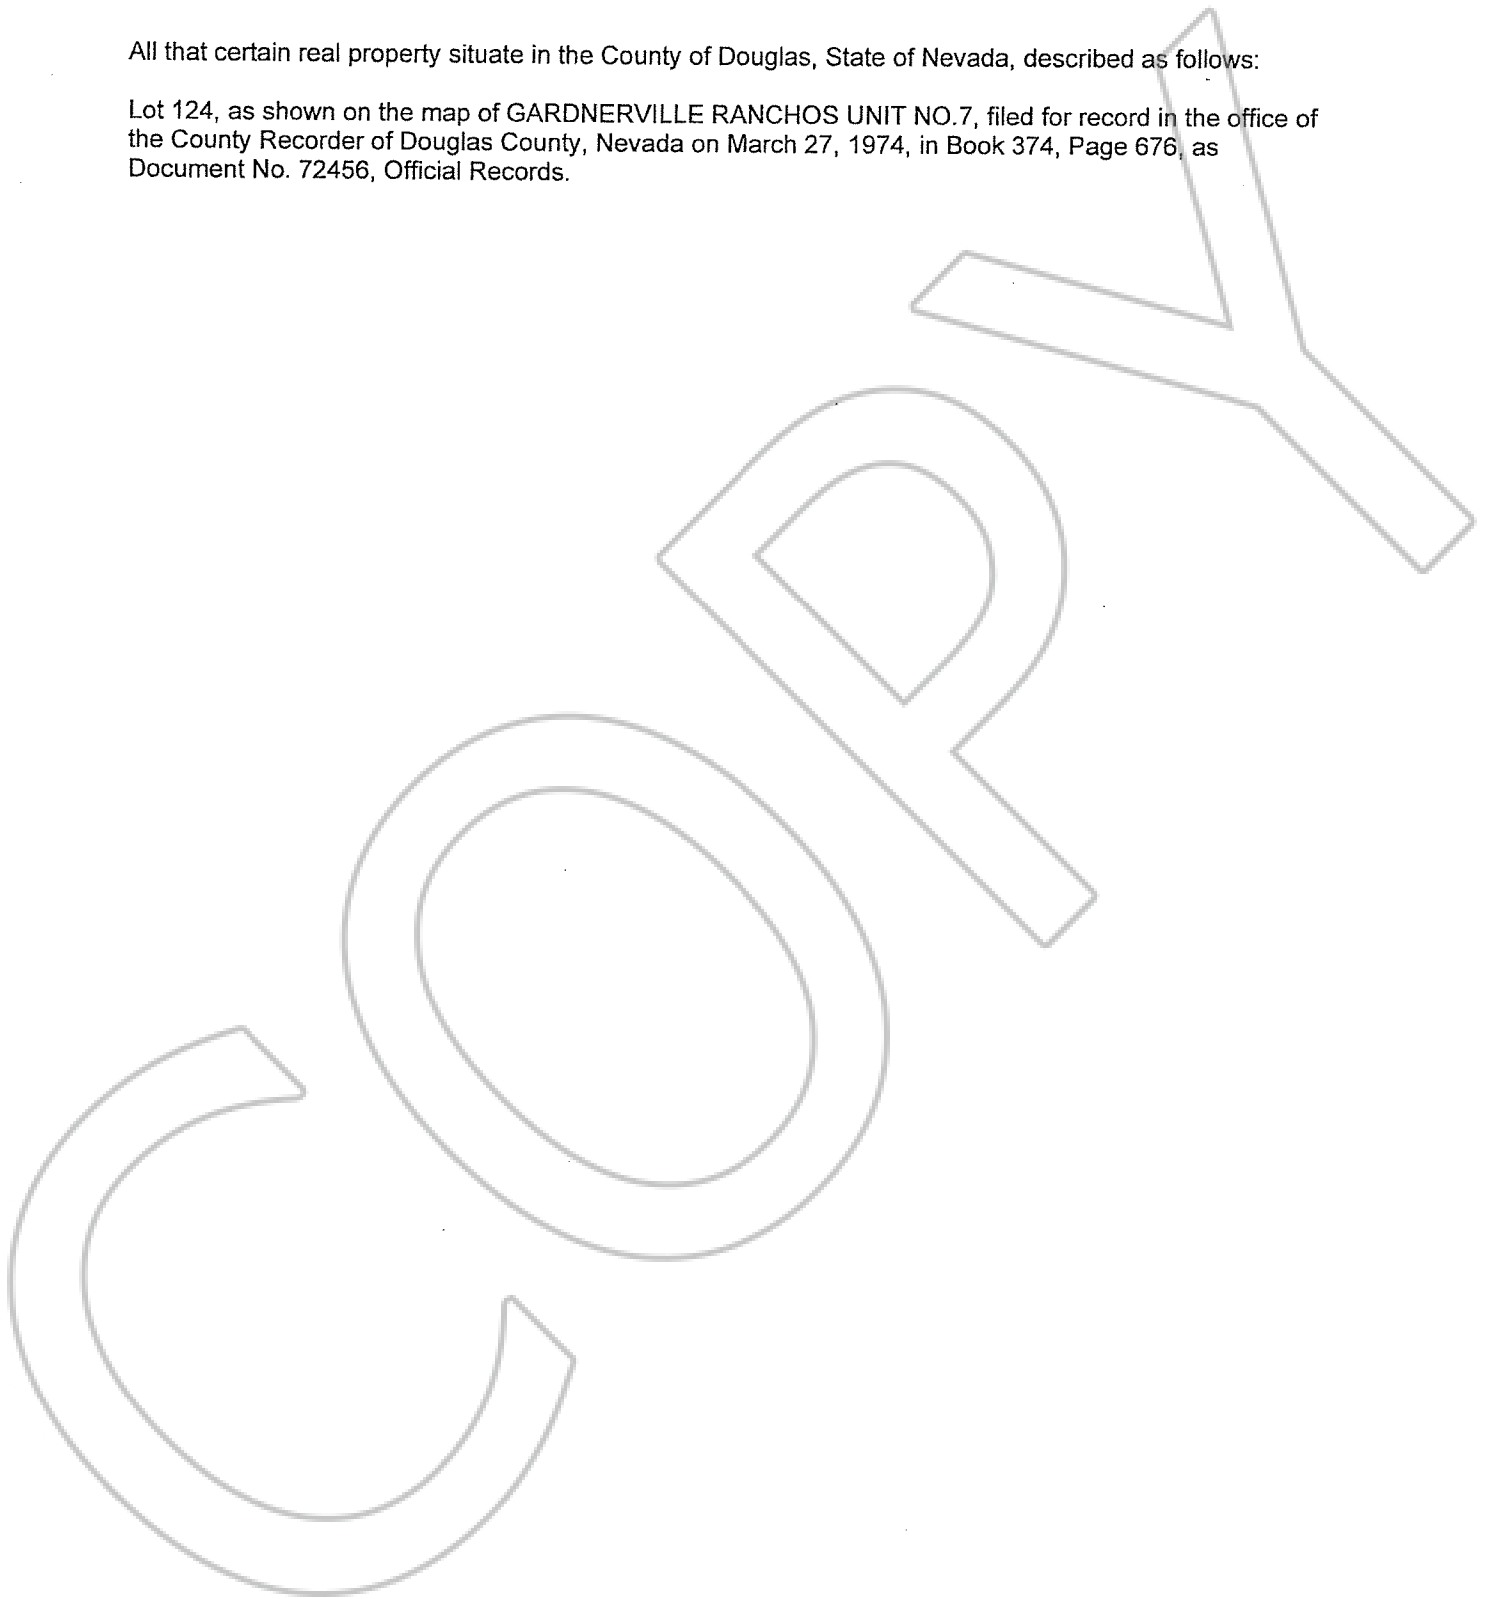 All that certain real property situate in the County of Douglas, State of Nevada, described as follows:
Lot 124, as shown on the map of GARDNERVILLE RANCHOS UNIT NO.7, filed for record in the office of
the County Recorder of Douglas County, Nevada on March 27, 1974, in Book 374, Page 676, as
Document No. 72456, Official Records.
COPY